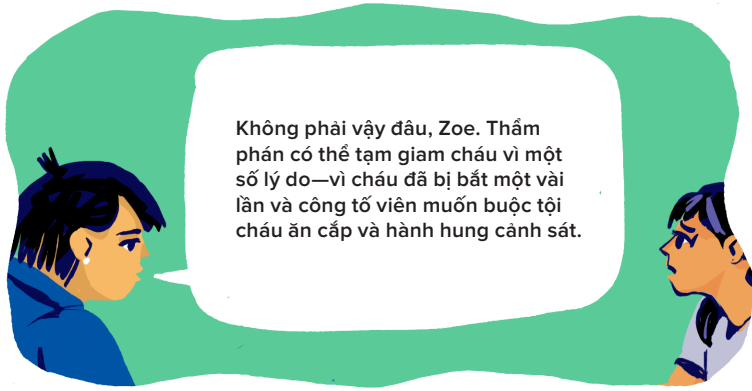 Không phải vậy đâu, Zoe. Thẩm
phán có thể tạm giam cháu vì một
số lý do—vì cháu đã bị bắt một vài
lần và công tố viên muốn buộc tội
cháu ăn cắp và hành hung cảnh sát.